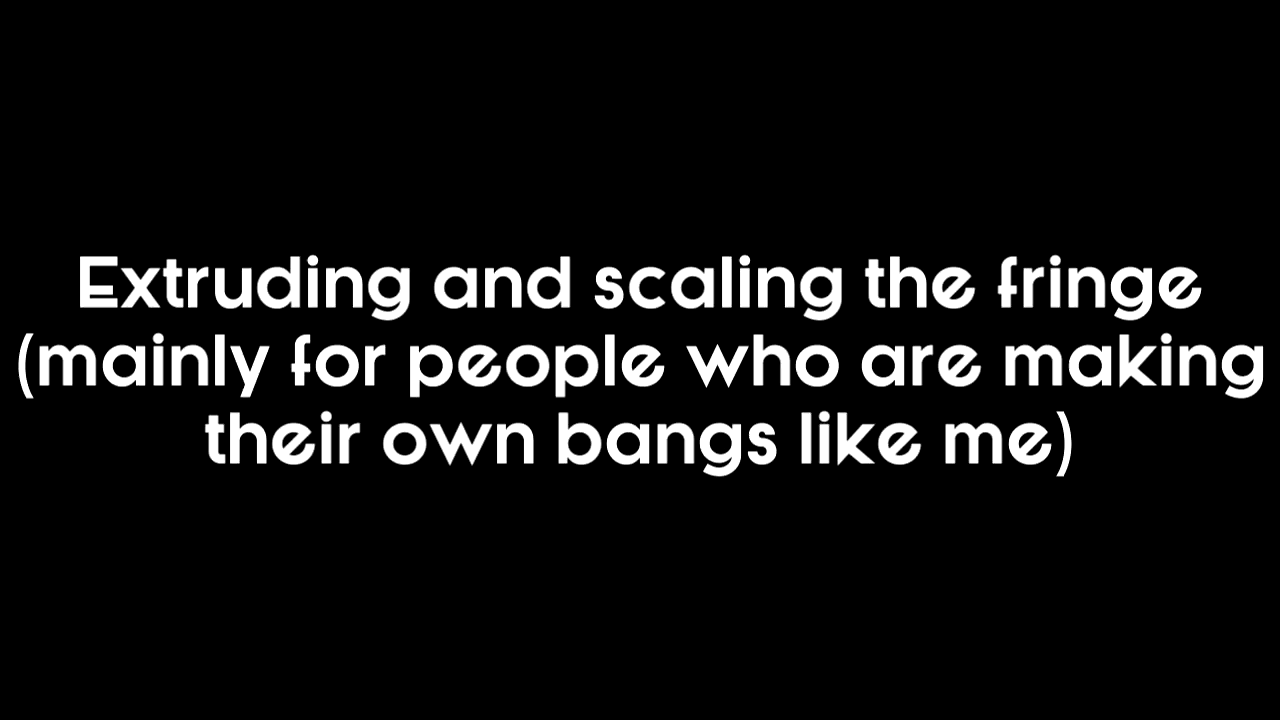 Extruding and scaling the fringe
(mainly for people who are making
their own bangs like me)